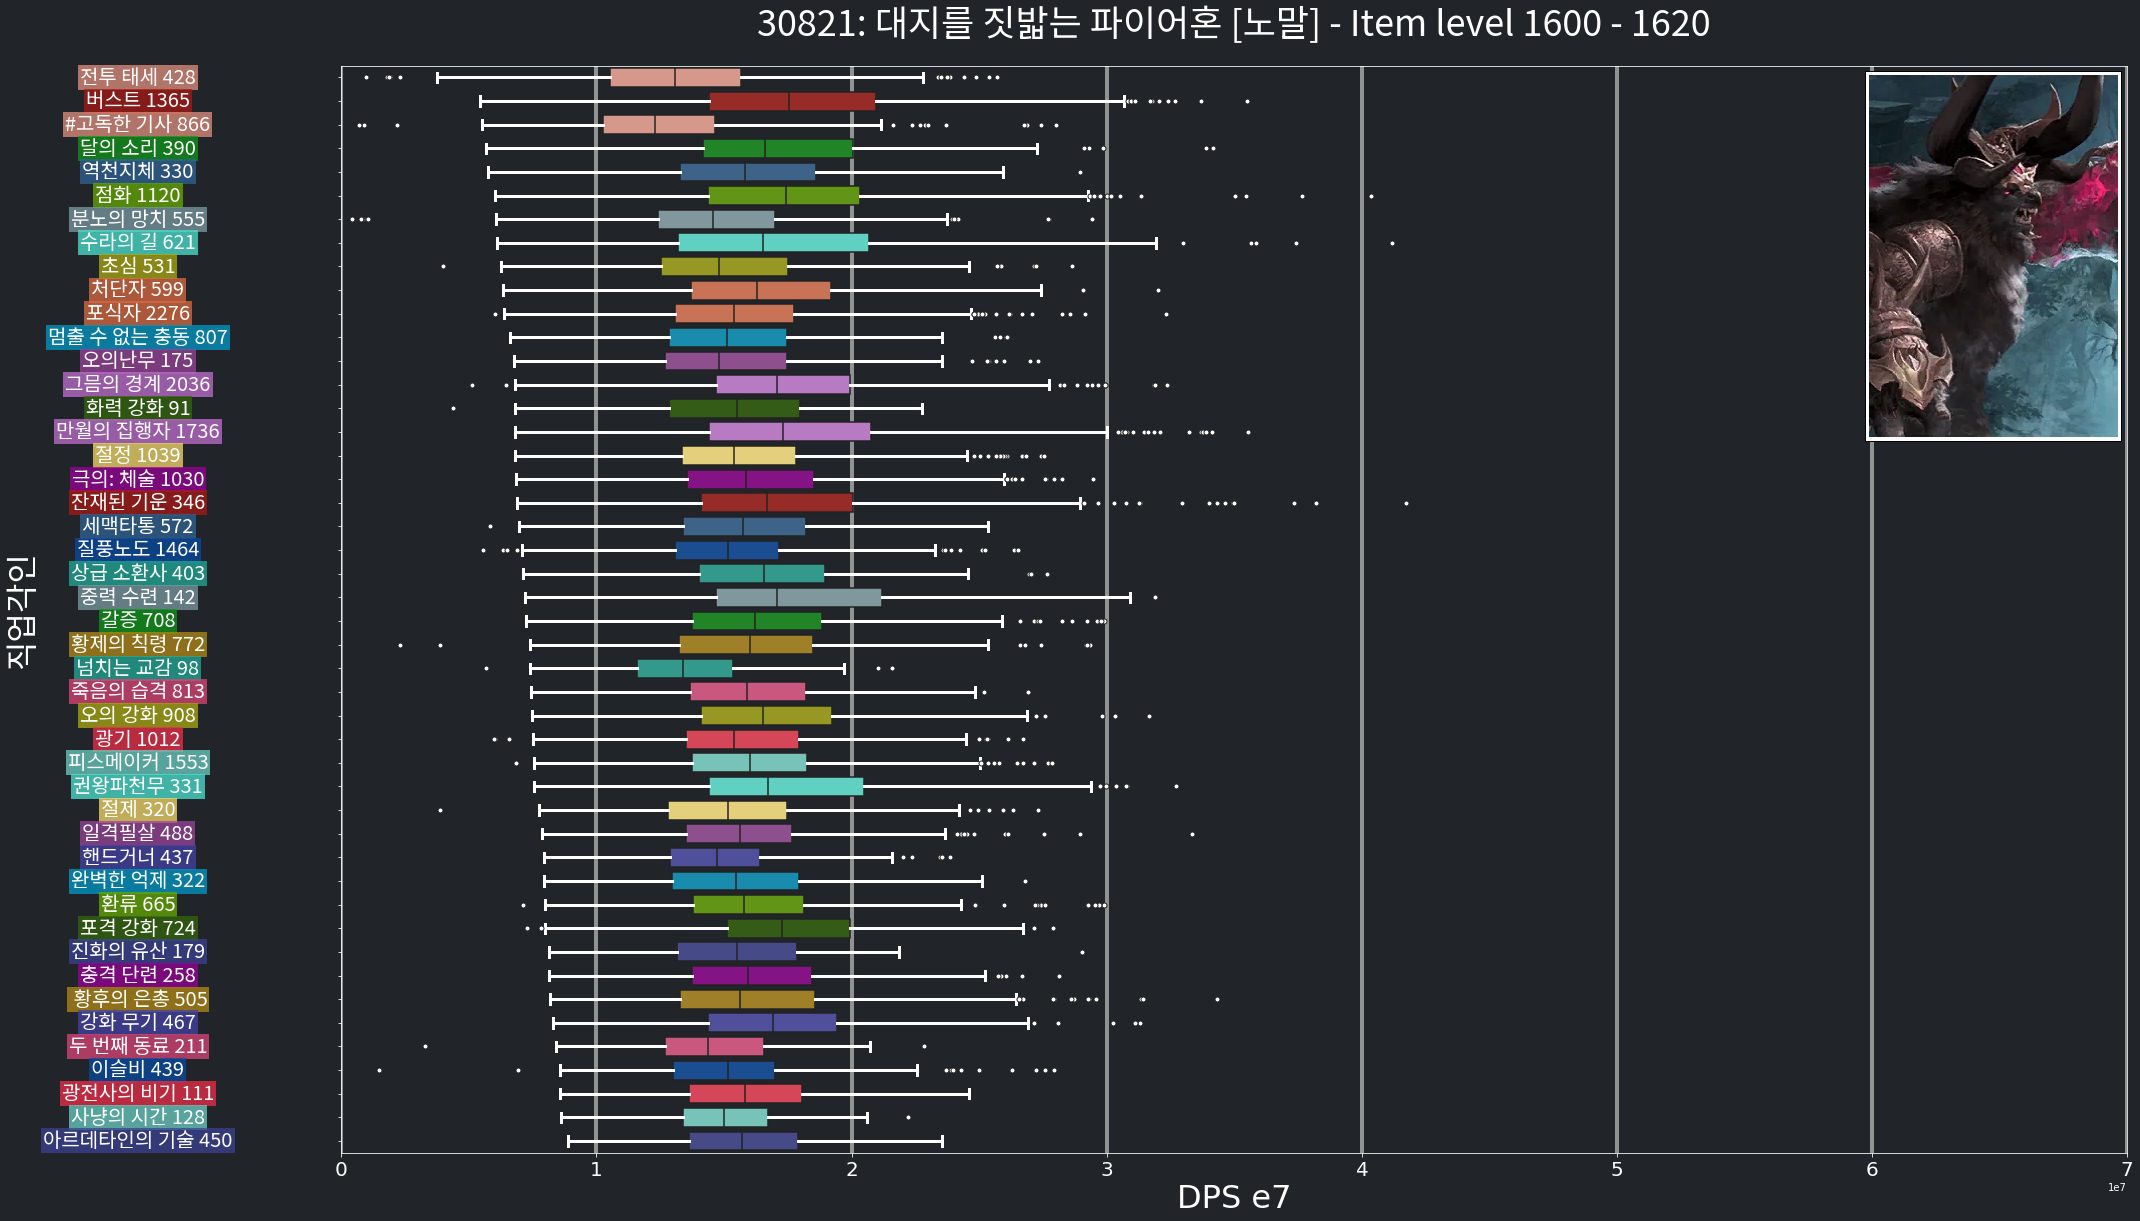 30821: 대지를 짓밟는 파이어혼 [노말] - Item level 1600 - 1620
전투 태세 428
버스트 1365
#고독한 기사 866
달의 소리 390
역천지체 330
점화 1120
분노의 망치 555
수라의 길 621
초심 531
처단자 599
포식자 2276
멈출 수 없는 충동 807
오의난무 175
그믐의 경계 2036
화력 강화 91
만월의 집행자 1736
절정 1039
극의: 체술 1030
잔재된 기운 346
세맥타통 572
질풍노도 1464
상급 소환사 403
중력 수련 142
갈증 708
황제의 칙령 772
넘치는 교감 98
죽음의 습격 813
오의 강화 908
광기 1012
피스메이커 1553
권왕파천무 331
절제 320
일격필살 488
핸드거너 437
완벽한 억제 322
환류 665
포격 강화 724
진화의 유산 179
충격 단련 258
황후의 은총 505
강화 무기 467
두 번째 동료 211
이슬비 439
광전사의 비기 111
사냥의 시간 128
아르데타인의 기술 450
직업각인
0 1 2 3 4 5 6 7
1e7
DPS e7